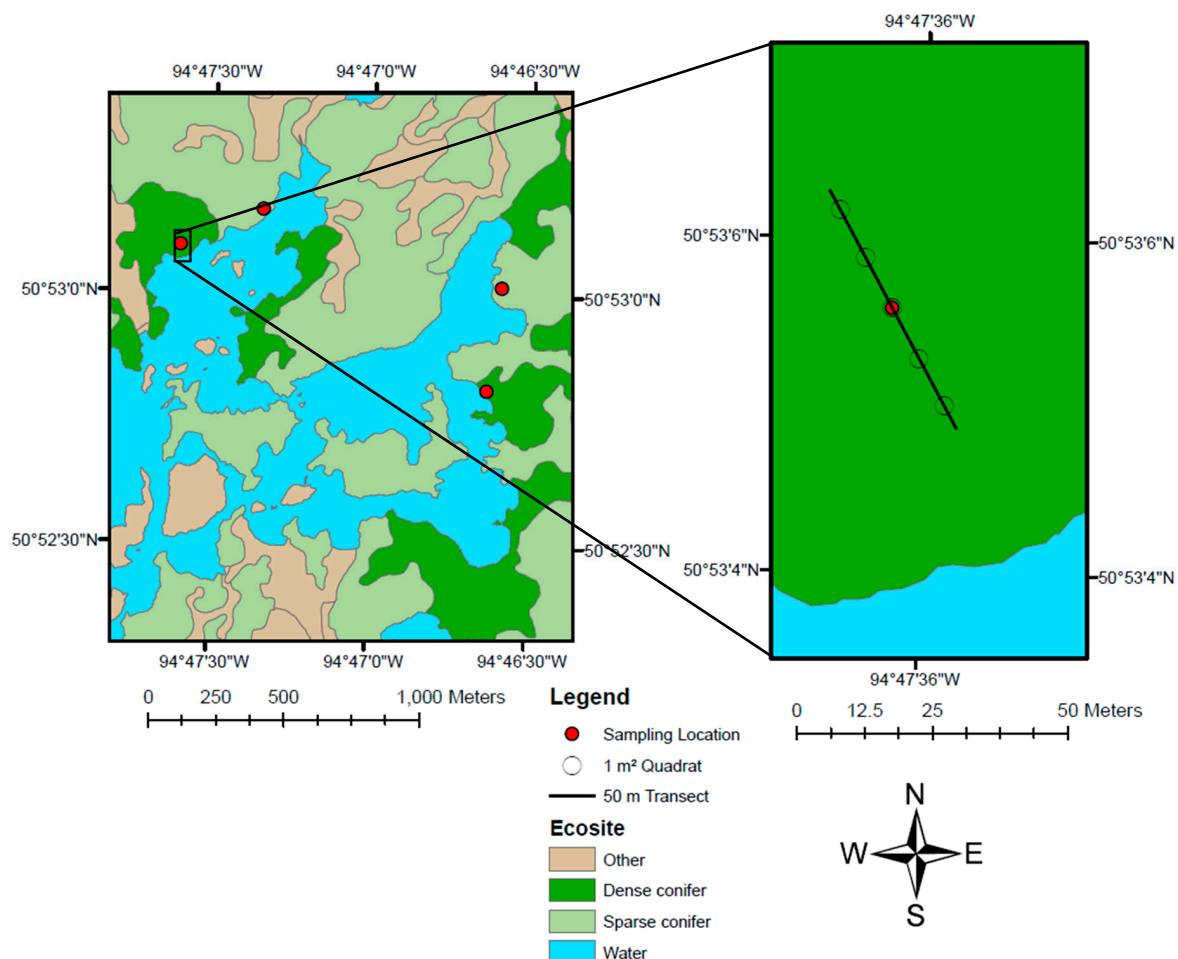 94°47'36"W
94°47'30"W 94°47'0"W 94°46'30"W
50°53'6"N
50°53'6"N
50°53'0"N
50°53'0"N
50°52'30"N
50°52'30"N
50°53'4"N
50°53'4"N
94°47'30"W 94°47'0"W 94°46'30"W
94°47'36"W
0 250 500 1,000 Meters
0 12.5 25 50 Meters
Legend
Sampling Location
1 m² Quadrat
50 m Transect
Ecosite
Other
Dense conifer
Sparse conifer
Water
N
W E
S